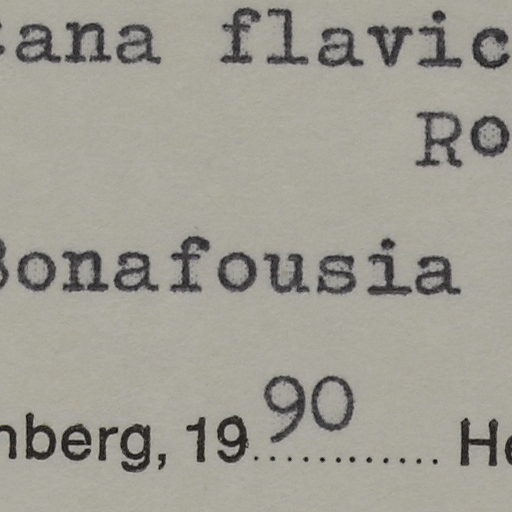 ana flavic
Ro
Bonafousia
nberg, 1990 He